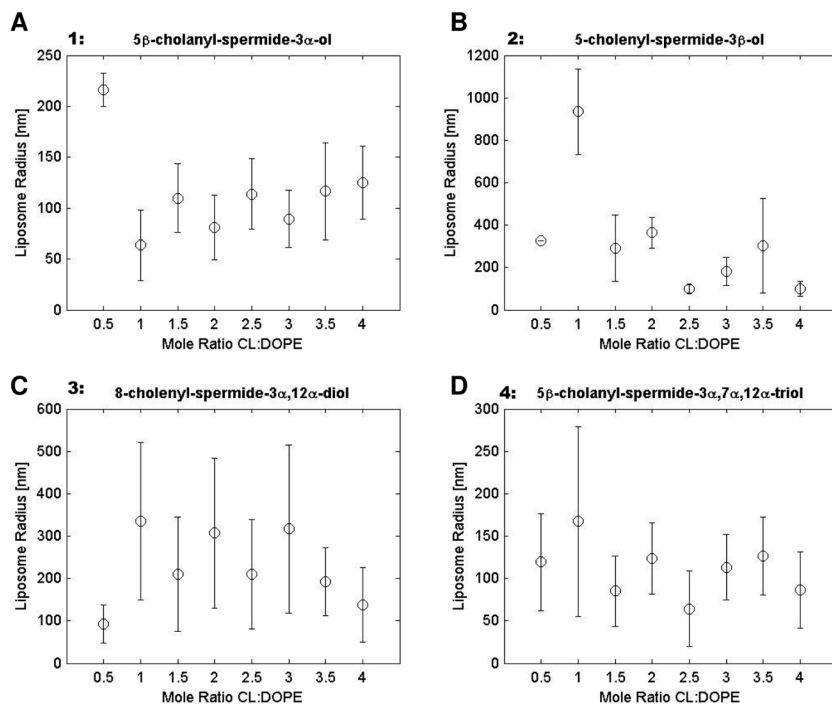 A
1: 5β-cholanyl-spermide-3α-ol
250
200
150
100
50
0
Liposome Radius [nm]
0.5 1 1.5 2 2.5 3 3.5 4
Mole Ratio CL:DOPE
B
2: 5-cholenyl-spermide-3β-ol
1200
1000
800
600
400
200
0
Liposome Radius [nm]
0.5 1 1.5 2 2.5 3 3.5 4
Mole Ratio CL:DOPE
C
3: 8-cholenyl-spermide-3α,12α-diol
600
500
400
300
200
100
0
Liposome Radius [nm]
0.5 1 1.5 2 2.5 3 3.5 4
Mole Ratio CL:DOPE
D
4: 5β-cholanyl-spermide-3α,7α,12α-triol
300
250
200
150
100
50
0
Liposome Radius [nm]
0.5 1 1.5 2 2.5 3 3.5 4
Mole Ratio CL:DOPE